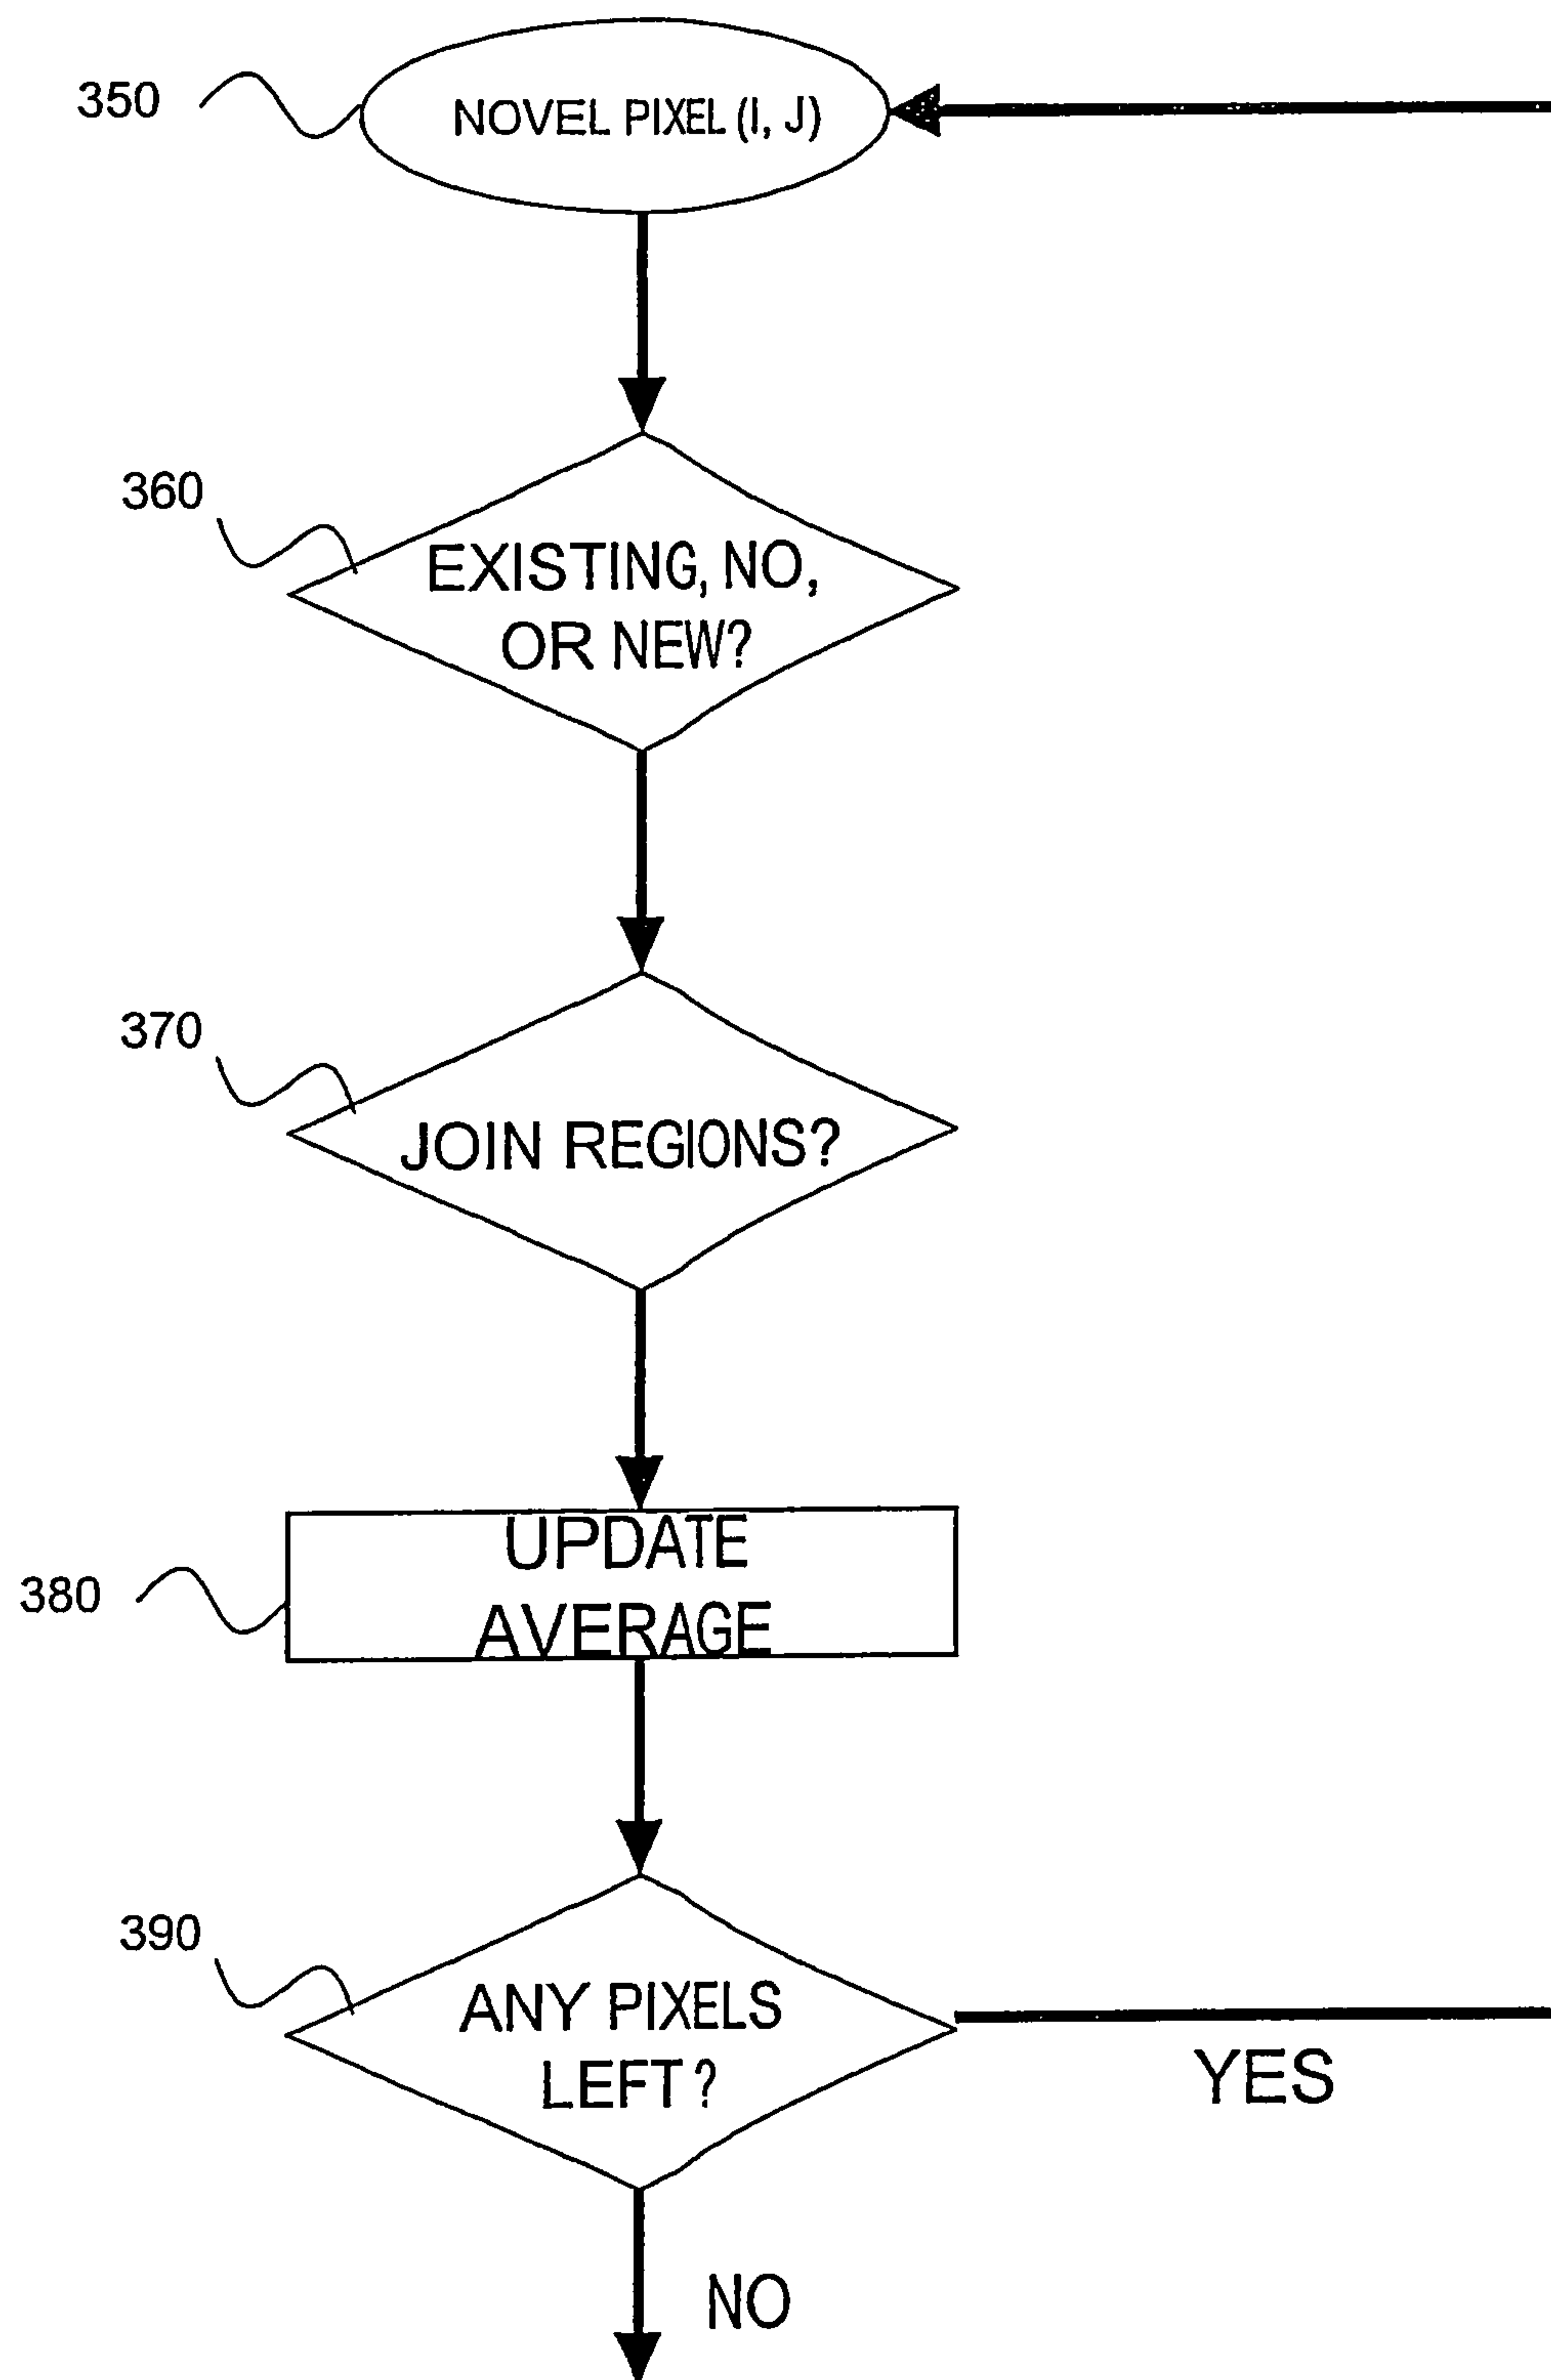 350
NOVEL PIXEL (I, J)
360
EXISTING, NO,
OR NEW?
370
JOIN REGIONS?
380
UPDATE
AVERAGE
390
ANY PIXELS
LEFT?
YES
NO